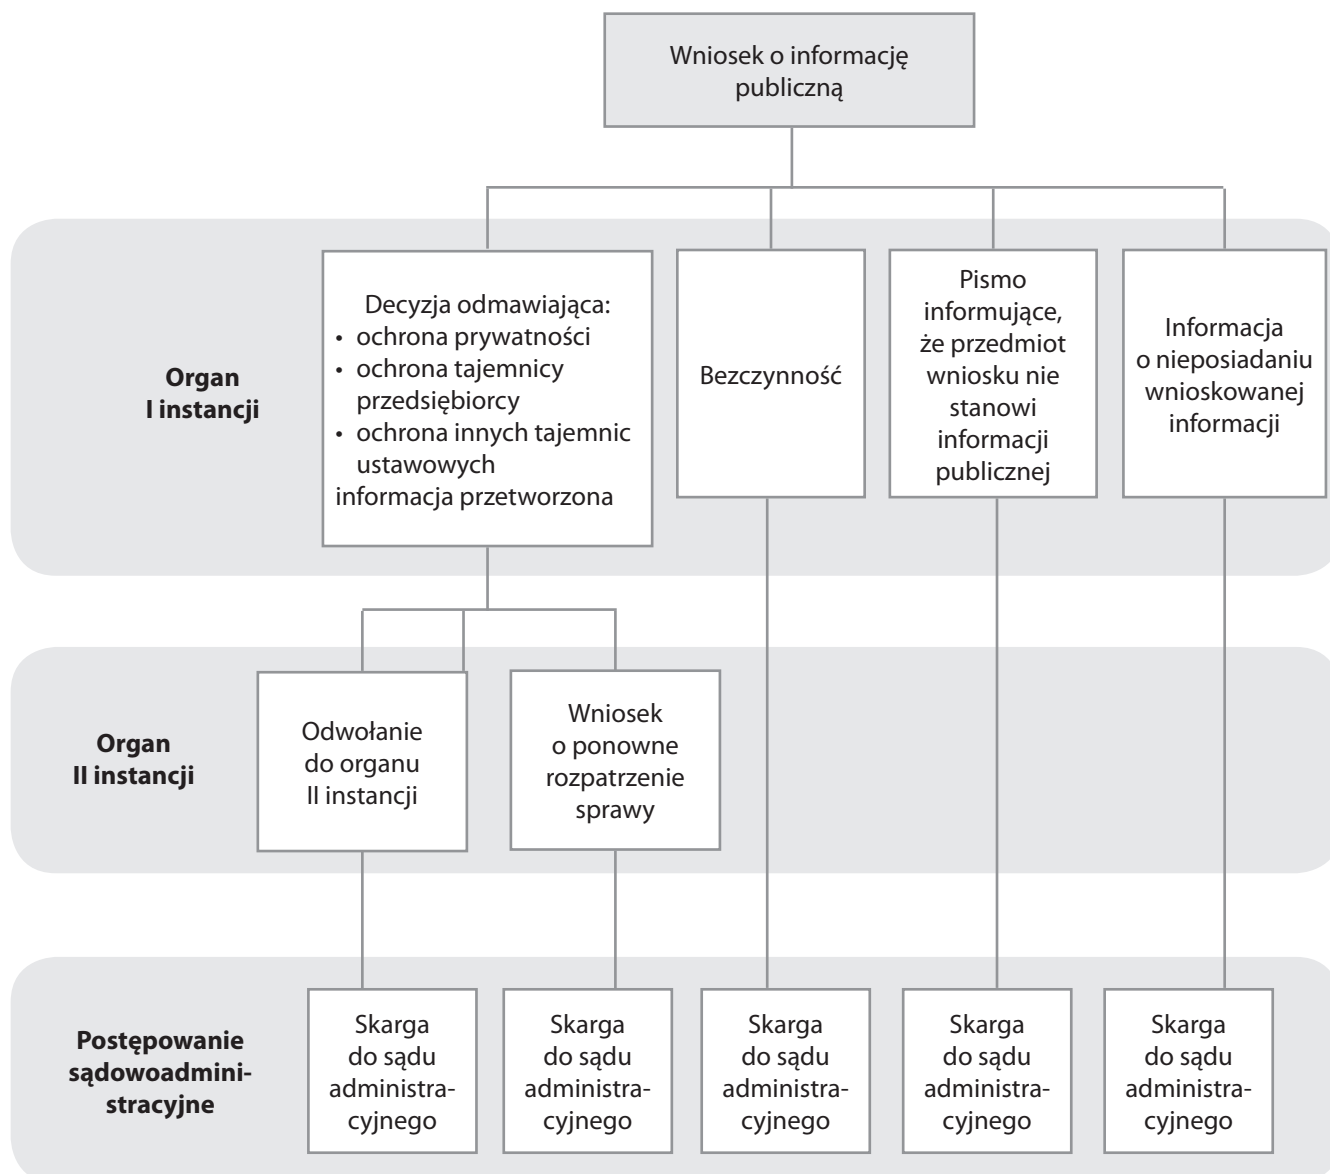 Wniosek o informację
publiczną
Organ
I instancji
Decyzja odmawiająca:
• ochrona prywatności
• ochrona tajemnicy
przedsiębiorcy
• ochrona innych tajemnic
ustawowych
informacja przetworzona
Bezczynność
Pismo
informujące,
że przedmiot
wniosku nie
stanowi
informacji
publicznej
Informacja
o nieposiadaniu
wnioskowanej
informacji
Organ
II instancji
Odwołanie
do organu
II instancji
Wniosek
o ponowne
rozpatrzenie
sprawy
Postępowanie
sądowoadmini-
stracyjne
Skarga
do sądu
administra-
cyjnego
Skarga
do sądu
administra-
cyjnego
Skarga
do sądu
administra-
cyjnego
Skarga
do sądu
administra-
cyjnego
Skarga
do sądu
administra-
cyjnego